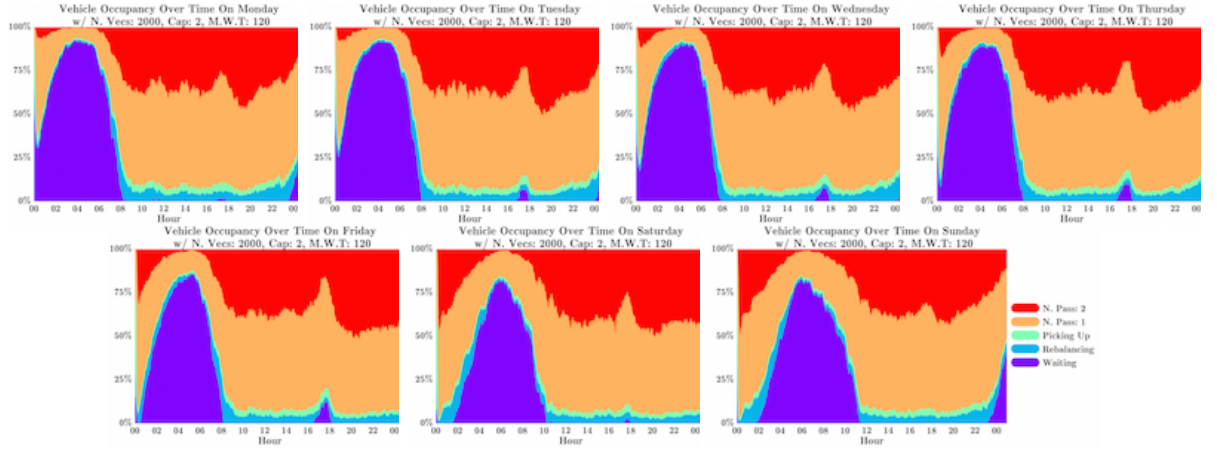 Vehicle Occupancy Over Time On Monday
w/ N. Vecs: 2000, Cap: 2, M.W.T: 120
100%
75%
50%
25%
0%
00 02 04 06 08 10 12 14 16 18 20 22 00
Hour
Vehicle Occupancy Over Time On Tuesday
w/ N. Vecs: 2000, Cap: 2, M.W.T: 120
100%
75%
50%
25%
0%
00 02 04 06 08 10 12 14 16 18 20 22 00
Hour
Vehicle Occupancy Over Time On Wednesday
w/ N. Vecs: 2000, Cap: 2, M.W.T: 120
100%
75%
50%
25%
0%
00 02 04 06 08 10 12 14 16 18 20 22 00
Hour
Vehicle Occupancy Over Time On Thursday
w/ N. Vecs: 2000, Cap: 2, M.W.T: 120
100%
75%
50%
25%
0%
00 02 04 06 08 10 12 14 16 18 20 22 00
Hour
Vehicle Occupancy Over Time On Friday
w/ N. Vecs: 2000, Cap: 2, M.W.T: 120
100%
75%
50%
25%
0%
00 02 04 06 08 10 12 14 16 18 20 22 00
Hour
Vehicle Occupancy Over Time On Saturday
w/ N. Vecs: 2000, Cap: 2, M.W.T: 120
100%
75%
50%
25%
0%
00 02 04 06 08 10 12 14 16 18 20 22 00
Hour
Vehicle Occupancy Over Time On Sunday
w/ N. Vecs: 2000, Cap: 2, M.W.T: 120
100%
75%
50%
25%
0%
00 02 04 06 08 10 12 14 16 18 20 22 00
Hour
N. Pass: 2
N. Pass: 1
Picking Up
Rebalancing
Waiting